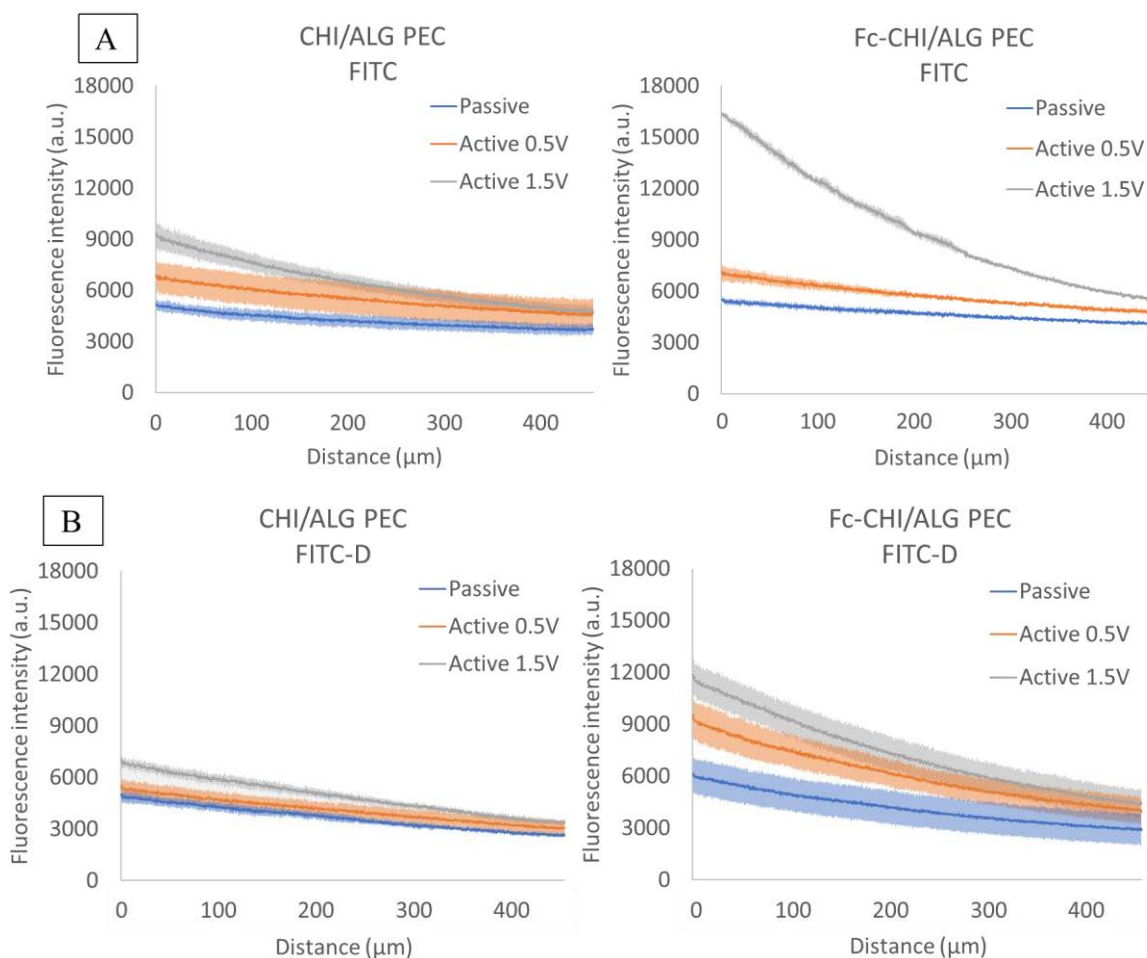 A
CHI/ALG PEC
FITC
18000
15000
12000
9000
6000
3000
0
Fluorescence intensity (a.u.)
Passive
Active 0.5V
Active 1.5V
0 100 200 300 400
Distance (µm)
Fc-CHI/ALG PEC
FITC
18000
15000
12000
9000
6000
3000
0
Fluorescence intensity (a.u.)
Passive
Active 0.5V
Active 1.5V
0 100 200 300 400
Distance (µm)
B
CHI/ALG PEC
FITC-D
18000
15000
12000
9000
6000
3000
0
Fluorescence intensity (a.u.)
Passive
Active 0.5V
Active 1.5V
0 100 200 300 400
Distance (µm)
Fc-CHI/ALG PEC
FITC-D
18000
15000
12000
9000
6000
3000
0
Fluorescence intensity (a.u.)
Passive
Active 0.5V
Active 1.5V
0 100 200 300 400
Distance (µm)